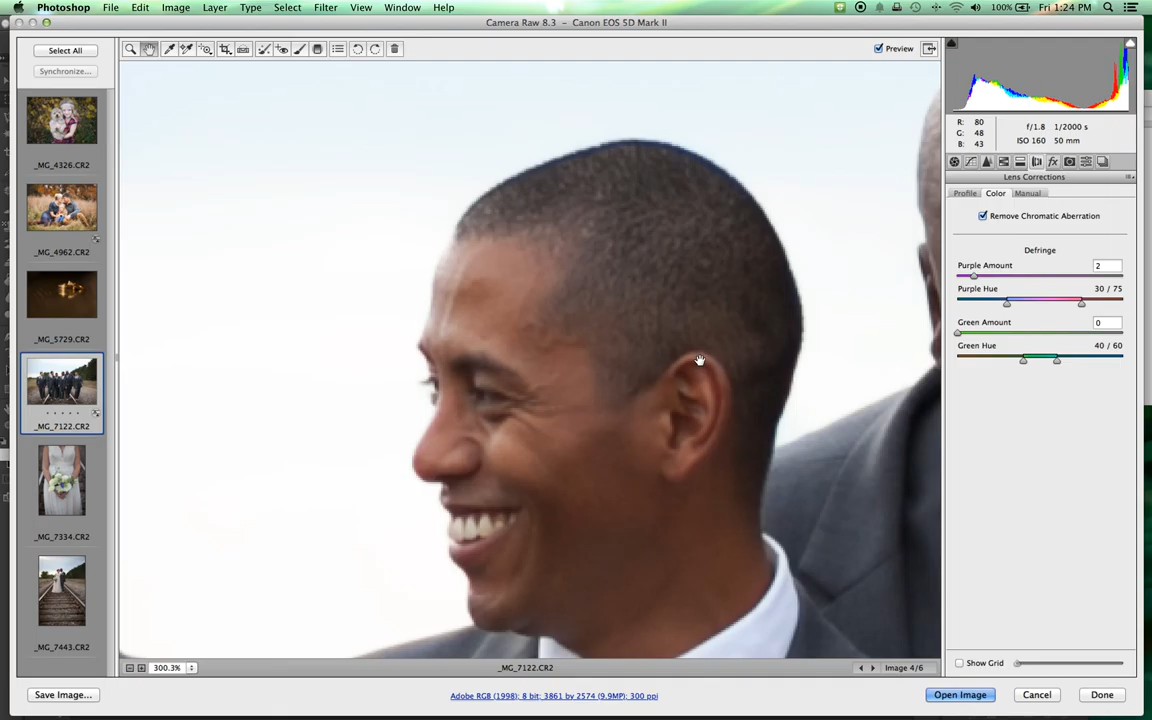 Photoshop File Edit Image Layer Type Select Filter View Window Help 100% Fri 1:24 PM
Camera Raw 8.3 – Canon EOS 5D Mark II
Select All
Synchronize...
Preview
_MG_4326.CR2
_MG_4962.CR2
_MG_5729.CR2
_MG_7122.CR2
_MG_7334.CR2
_MG_7443.CR2
R: 80
G: 48
B: 43
f/1.8 1/2000 s
ISO 160 50 mm
Lens Corrections
Profile Color Manual
Remove Chromatic Aberration
Defringe
Purple Amount 2
Purple Hue 30 / 75
Green Amount 0
Green Hue 40 / 60
Show Grid
300.3% _MG_7122.CR2 Image 4/6
Save Image... Adobe RGB (1998); 8 bit; 3861 by 2574 (9.9MP); 300 ppi Open Image Cancel Done